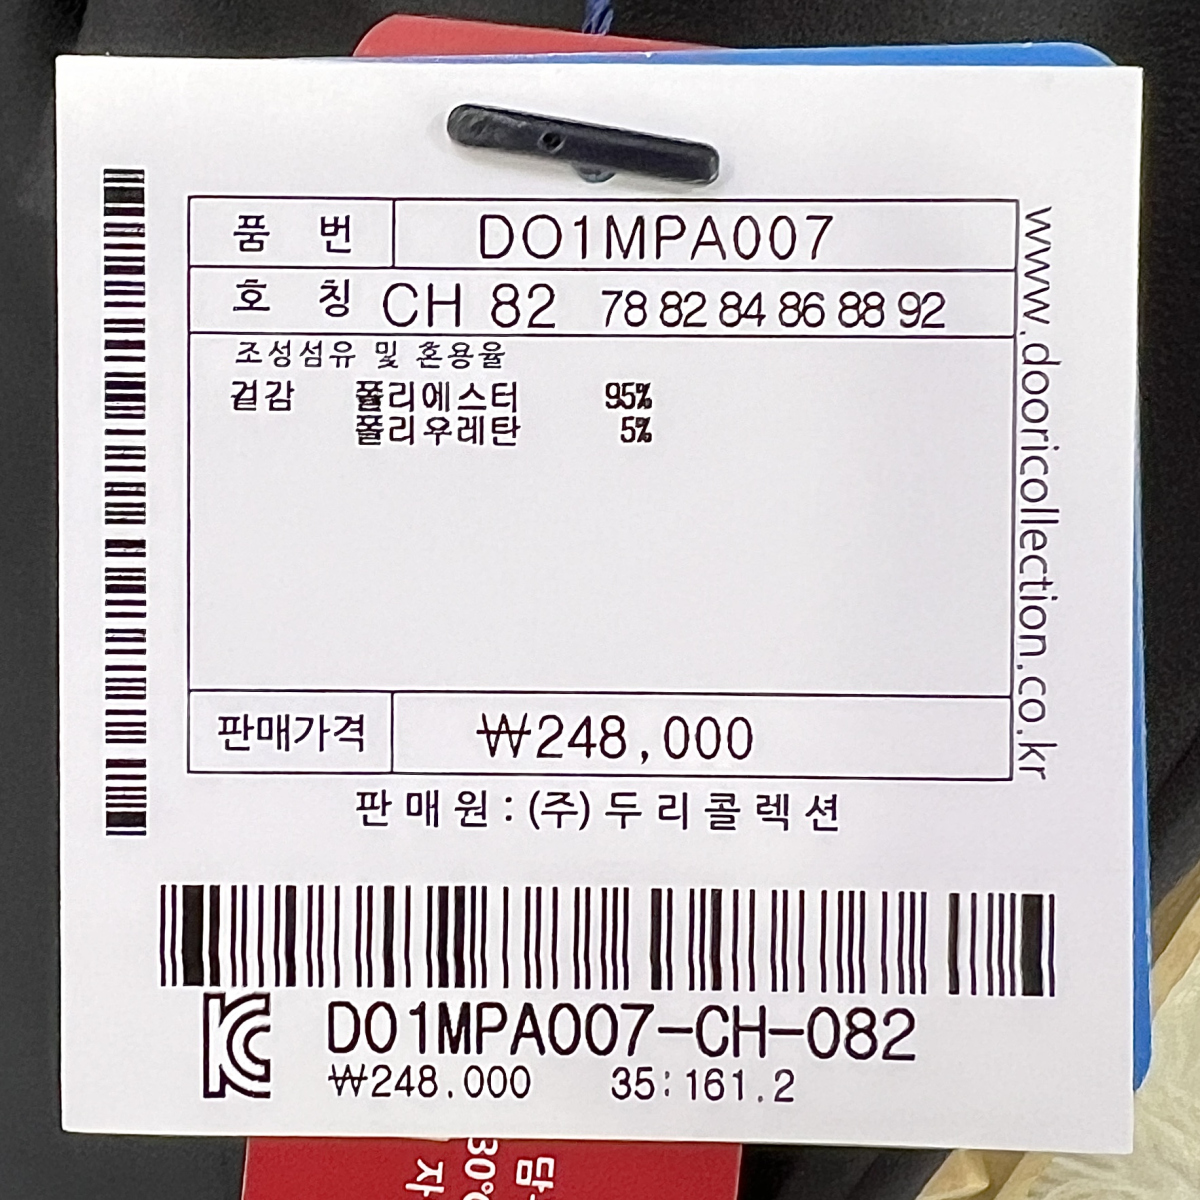 품 번 DO1MPA007
호 칭 CH 82 78 82 84 86 88 92
조성섬유 및 혼용율
겉감 폴리에스터 95%
폴리우레탄 5%
판매가격 ₩248,000
판매원 : (주) 두리콜렉션
www.dooricollection.co.kr
KC
DO1MPA007-CH-082
₩248.000 35:161.2